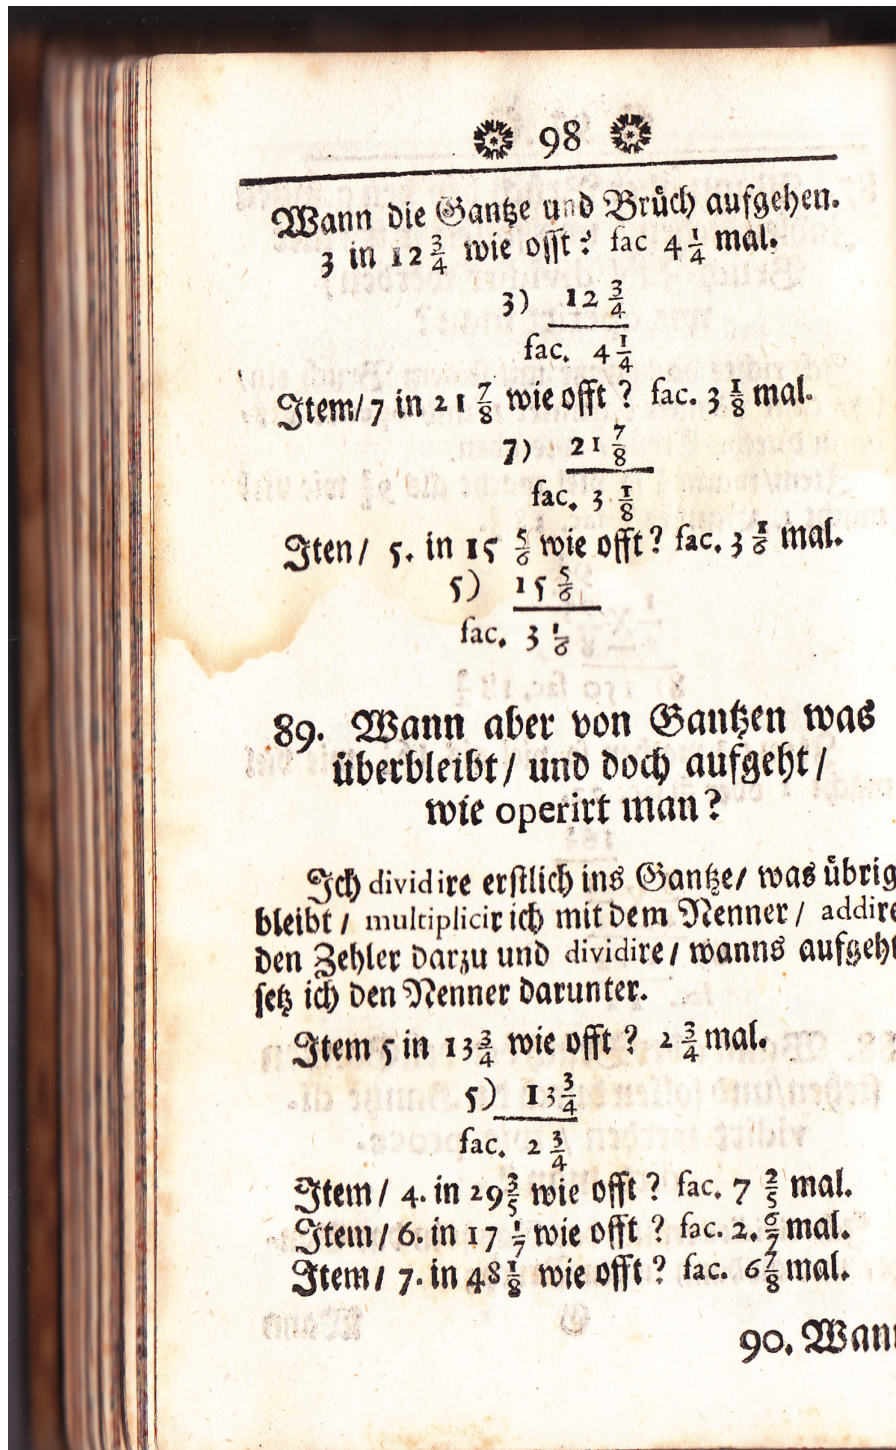 98
Wann die Gantze und Brüch aufgehen.
3 in 12 3/4 wie offt? fac 4 1/4 mal.
3) 12 3/4
fac. 4 1/4
Item/ 7 in 21 7/8 wie offt? fac. 3 1/8 mal.
7) 21 7/8
fac. 3 1/8
Iten/ 5. in 15 5/6 wie offt? fac. 3 1/6 mal.
5) 15 5/6
fac. 3 1/6
89. Wann aber von Gantzen was
überbleibt/ und doch aufgeht/
wie operirt man?
Ich dividire erstlich ins Gantze/ was übrig
bleibt/ multiplicir ich mit dem Nenner/ addire
den Zehler darzu und dividire/ wanns aufgeht
setz ich den Nenner darunter.
Item 5 in 13 3/4 wie offt? 2 3/4 mal.
5) 13 3/4
fac. 2 3/4
Item/ 4. in 29 3/5 wie offt? fac. 7 2/5 mal.
Item/ 6. in 17 1/7 wie offt? fac. 2. 6/7 mal.
Item/ 7. in 48 1/8 wie offt? fac. 6 7/8 mal.
90. Wann